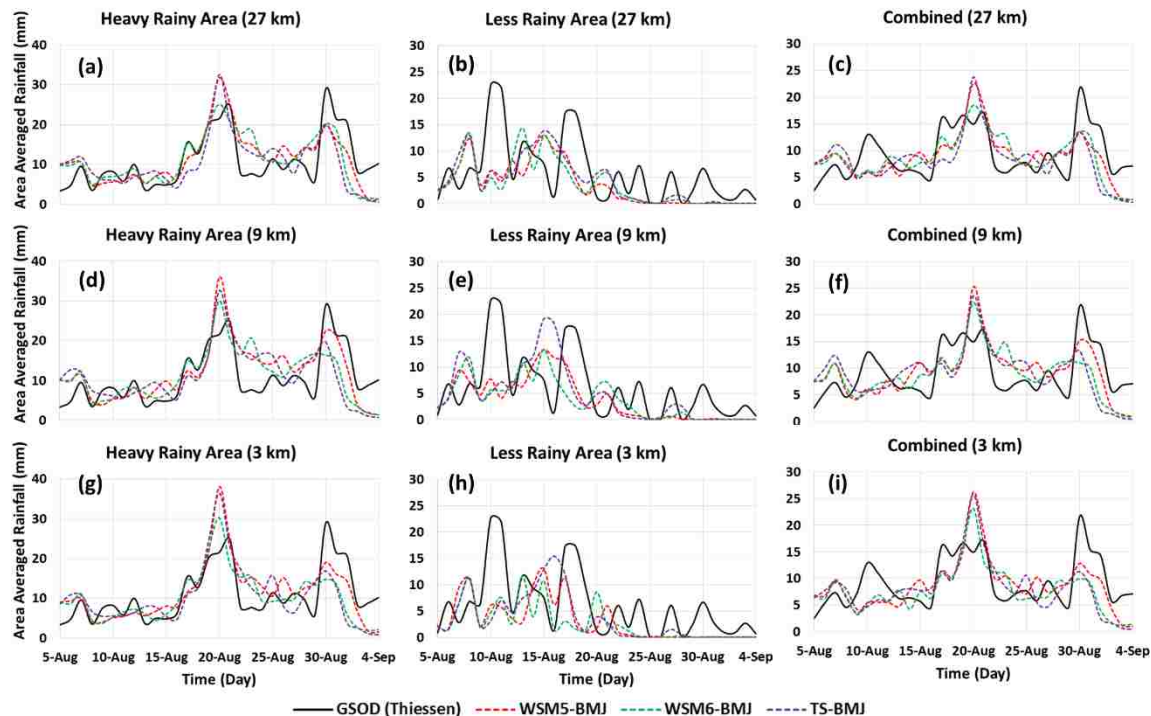 Heavy Rainy Area (27 km)
Less Rainy Area (27 km)
Combined (27 km)
Area Averaged Rainfall (mm)
40
30
20
10
0
(a)
30
25
20
15
10
5
0
(b)
30
25
20
15
10
5
0
(c)
Heavy Rainy Area (9 km)
Less Rainy Area (9 km)
Combined (9 km)
Area Averaged Rainfall (mm)
40
30
20
10
0
(d)
30
25
20
15
10
5
0
(e)
30
25
20
15
10
5
0
(f)
Heavy Rainy Area (3 km)
Less Rainy Area (3 km)
Combined (3 km)
Area Averaged Rainfall (mm)
40
30
20
10
0
(g)
30
25
20
15
10
5
0
(h)
30
25
20
15
10
5
0
(i)
5-Aug 10-Aug 15-Aug 20-Aug 25-Aug 30-Aug 4-Sep
5-Aug 10-Aug 15-Aug 20-Aug 25-Aug 30-Aug 4-Sep
5-Aug 10-Aug 15-Aug 20-Aug 25-Aug 30-Aug 4-Sep
Time (Day)
Time (Day)
Time (Day)
GSOD (Thiessen) WSM5-BMJ WSM6-BMJ TS-BMJ